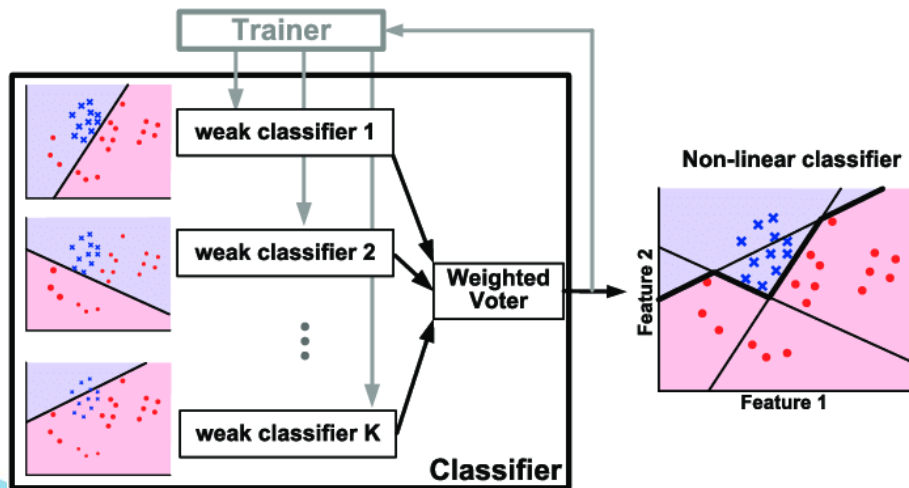 Trainer
weak classifier 1
weak classifier 2
weak classifier K
Weighted
Voter
Classifier
Non-linear classifier
Feature 2
Feature 1